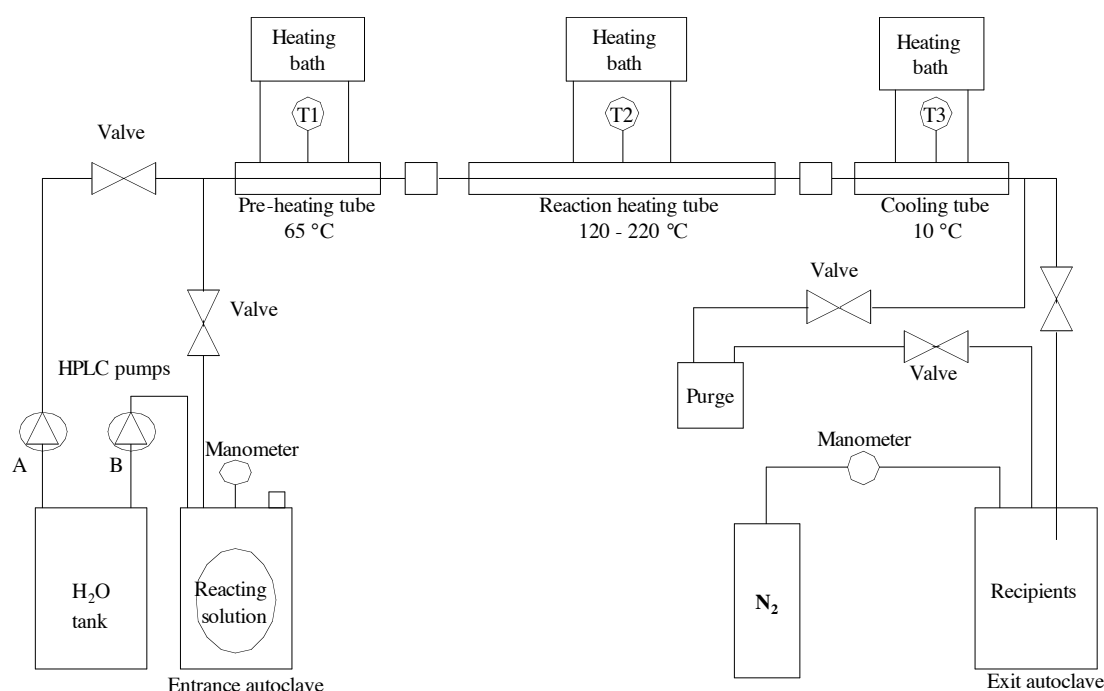 Heating
bath
Heating
bath
Heating
bath
T1
T2
T3
Valve
Pre-heating tube
65 °C
Reaction heating tube
120 - 220 °C
Cooling tube
10 °C
Valve
Valve
HPLC pumps
Valve
Purge
A
B
Manometer
Manometer
H2O
tank
Reacting
solution
N2
Recipients
Entrance autoclave
Exit autoclave